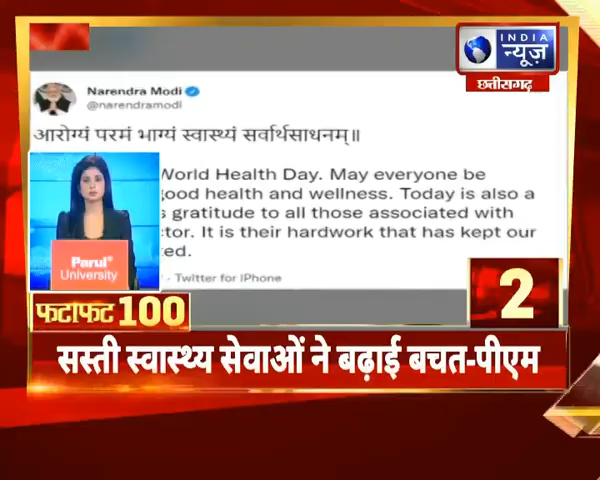 INDIA
न्यूज़
छत्तीसगढ़
Narendra Modi
@narendramodi
आरोग्यं परमं भाग्यं स्वास्थ्यं सर्वार्थसाधनम्॥
World Health Day. May everyone be
good health and wellness. Today is also a
s gratitude to all those associated with
ctor. It is their hardwork that has kept our
ed.
Twitter for iPhone
Parul®
University
फटाफट 100
2
सस्ती स्वास्थ्य सेवाओं ने बढ़ाई बचत-पीएम